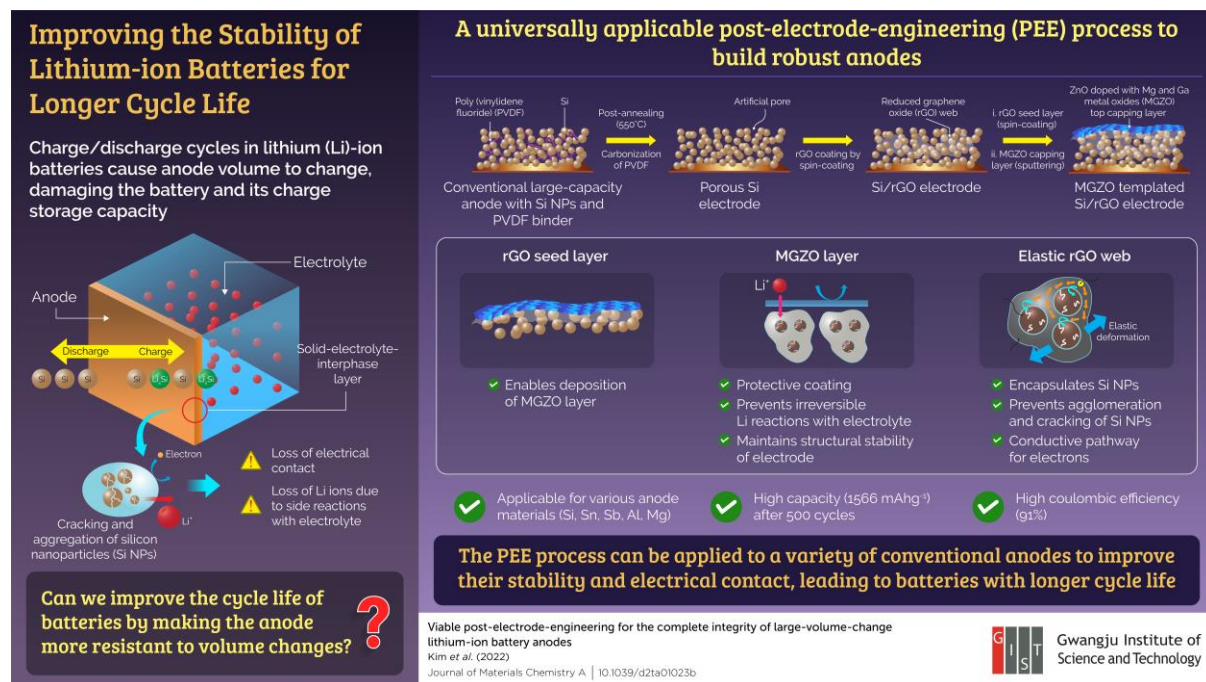 Improving the Stability of
Lithium-ion Batteries for
Longer Cycle Life
Charge/discharge cycles in lithium (Li)-ion
batteries cause anode volume to change,
damaging the battery and its charge
storage capacity
Electrolyte
Anode
Discharge Charge
Solid-electrolyte-
interphase
layer
Si Si Si Si LiₓSi Si LiₓSi
Electron
Li⁺
Cracking and
aggregation of silicon
nanoparticles (Si NPs)
Loss of electrical
contact
Loss of Li ions due
to side reactions
with electrolyte
Can we improve the cycle life of
batteries by making the anode
more resistant to volume changes?
?
A universally applicable post-electrode-engineering (PEE) process to
build robust anodes
Poly (vinylidene
fluoride) (PVDF)
Si
Conventional large-capacity
anode with Si NPs and
PVDF binder
Post-annealing
(550°C)
Carbonization
of PVDF
Artificial pore
Porous Si
electrode
rGO coating by
spin-coating
Reduced graphene
oxide (rGO) web
Si/rGO electrode
i. rGO seed layer
(spin-coating)
ii. MGZO capping
layer (sputtering)
ZnO doped with Mg and Ga
metal oxides (MGZO)
top capping layer
MGZO templated
Si/rGO electrode
rGO seed layer
Enables deposition
of MGZO layer
MGZO layer
Li⁺
Protective coating
Prevents irreversible
Li reactions with electrolyte
Maintains structural stability
of electrode
Elastic rGO web
Elastic
deformation
Encapsulates Si NPs
Prevents agglomeration
and cracking of Si NPs
Conductive pathway
for electrons
Applicable for various anode
materials (Si, Sn, Sb, Al, Mg)
High capacity (1566 mAhg⁻¹)
after 500 cycles
High coulombic efficiency
(91%)
The PEE process can be applied to a variety of conventional anodes to improve
their stability and electrical contact, leading to batteries with longer cycle life
Viable post-electrode-engineering for the complete integrity of large-volume-change
lithium-ion battery anodes
Kim et al. (2022)
Journal of Materials Chemistry A | 10.1039/d2ta01023b
GIST
Gwangju Institute of
Science and Technology